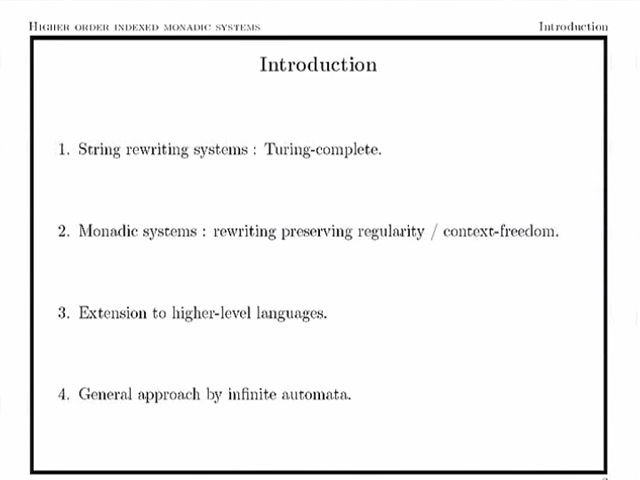 Higher order indexed monadic systems
Introduction
Introduction
1. String rewriting systems : Turing-complete.
2. Monadic systems : rewriting preserving regularity / context-freedom.
3. Extension to higher-level languages.
4. General approach by infinite automata.